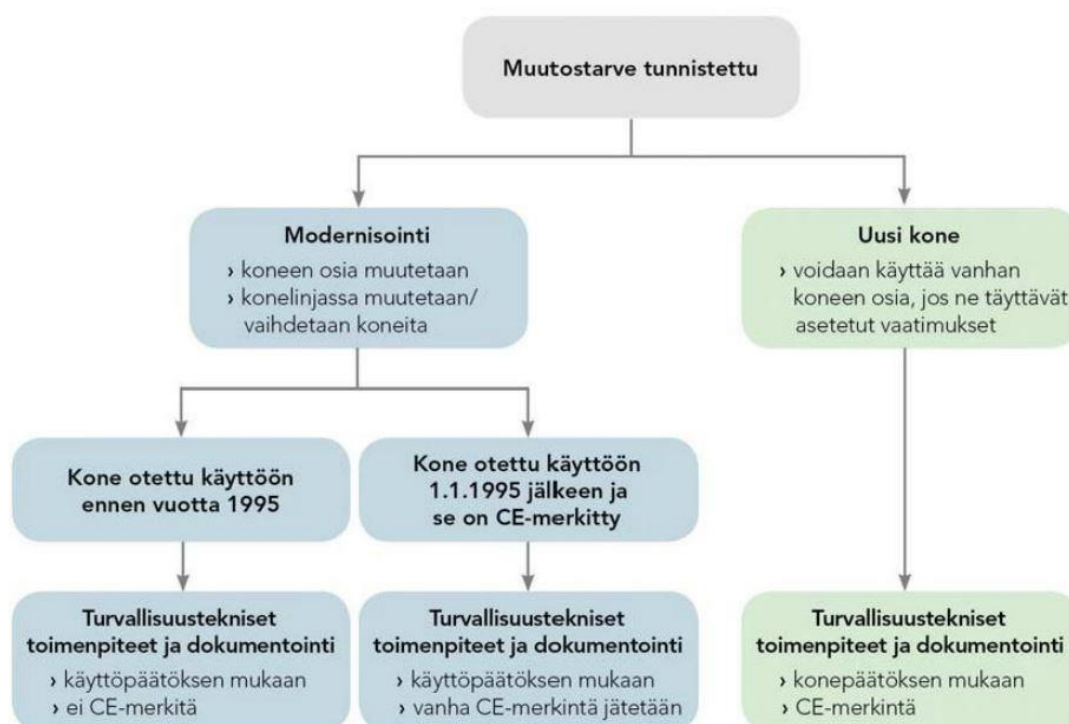 Muutostarve tunnistettu
Modernisointi
› koneen osia muutetaan
› konelinjassa muutetaan/
vaihdetaan koneita
Uusi kone
› voidaan käyttää vanhan
koneen osia, jos ne täyttävät
asetetut vaatimukset
Kone otettu käyttöön
ennen vuotta 1995
Kone otettu käyttöön
1.1.1995 jälkeen ja
se on CE-merkitty
Turvallisuustekniset
toimenpiteet ja dokumentointi
› käyttöpäätöksen mukaan
› ei CE-merkitä
Turvallisuustekniset
toimenpiteet ja dokumentointi
› käyttöpäätöksen mukaan
› vanha CE-merkintä jätetään
Turvallisuustekniset
toimenpiteet ja dokumentointi
› konepäätöksen mukaan
› CE-merkintä